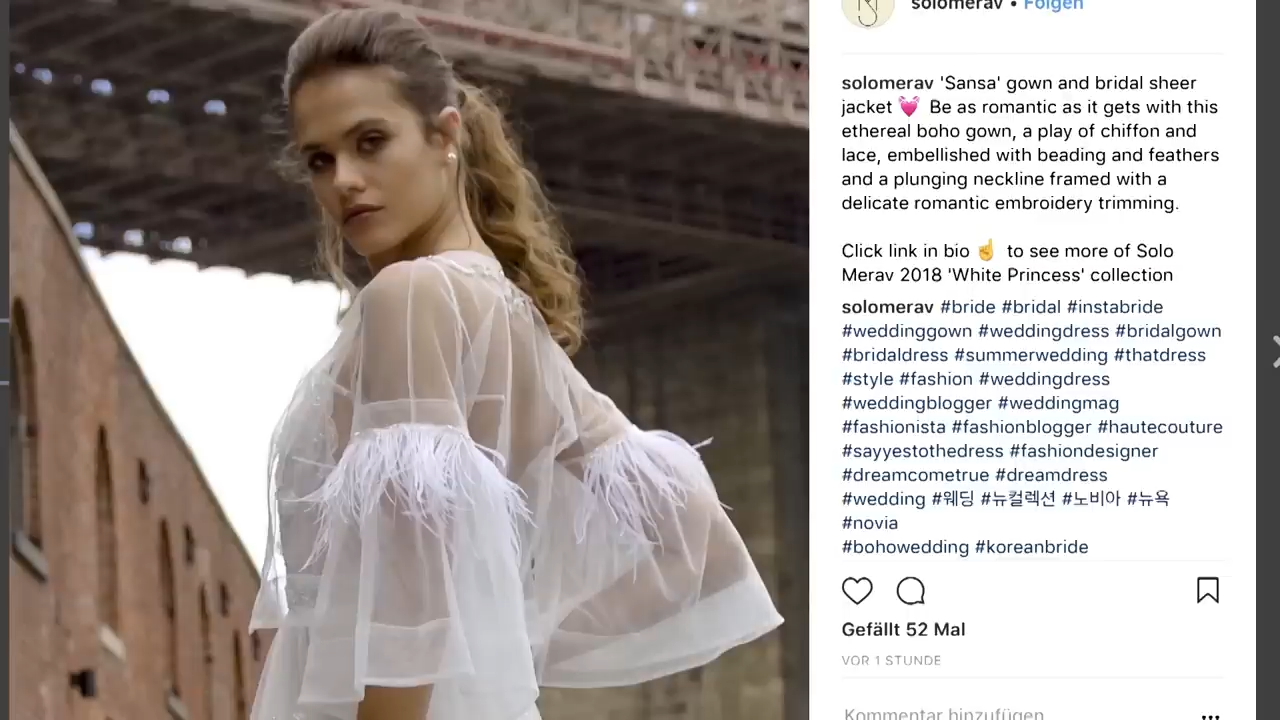 solomerav • Folgen
solomerav 'Sansa' gown and bridal sheer
jacket 💓 Be as romantic as it gets with this
ethereal boho gown, a play of chiffon and
lace, embellished with beading and feathers
and a plunging neckline framed with a
delicate romantic embroidery trimming.
Click link in bio ☝ to see more of Solo
Merav 2018 'White Princess' collection
solomerav #bride #bridal #instabride
#weddinggown #weddingdress #bridalgown
#bridaldress #summerwedding #thatdress
#style #fashion #weddingdress
#weddingblogger #weddingmag
#fashionista #fashionblogger #hautecouture
#sayyestothedress #fashiondesigner
#dreamcometrue #dreamdress
#wedding #웨딩 #뉴컬렉션 #노비아 #뉴욕
#novia
#bohowedding #koreanbride
Gefällt 52 Mal
VOR 1 STUNDE
Kommentar hinzufügen